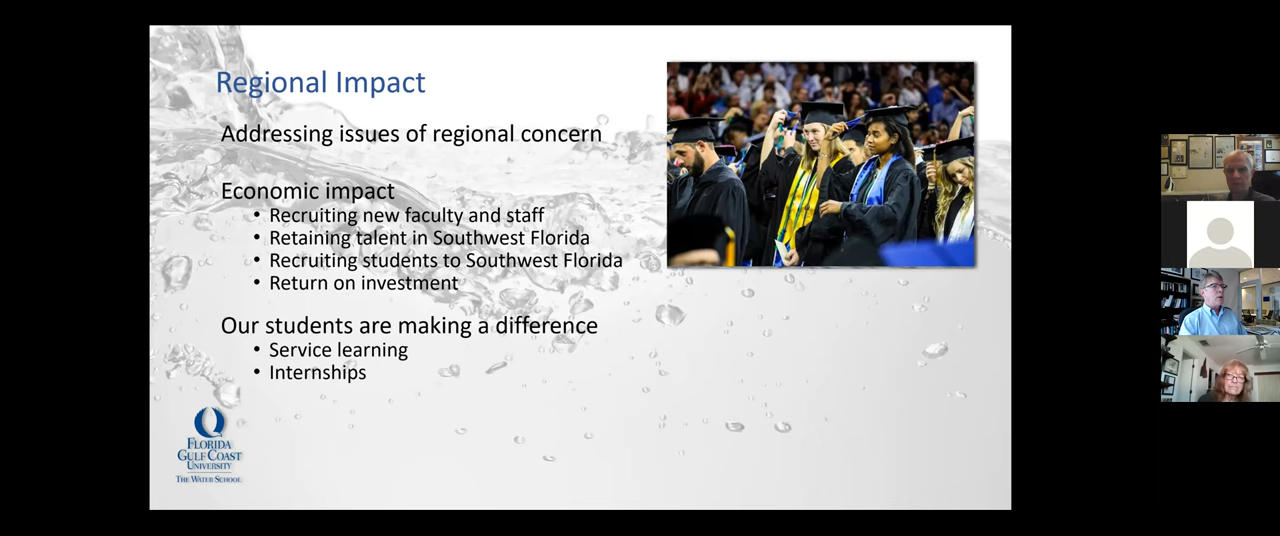 Regional Impact
Addressing issues of regional concern
Economic impact
• Recruiting new faculty and staff
• Retaining talent in Southwest Florida
• Recruiting students to Southwest Florida
• Return on investment
Our students are making a difference
• Service learning
• Internships
FLORIDA
GULF COAST
UNIVERSITY
THE WATER SCHOOL